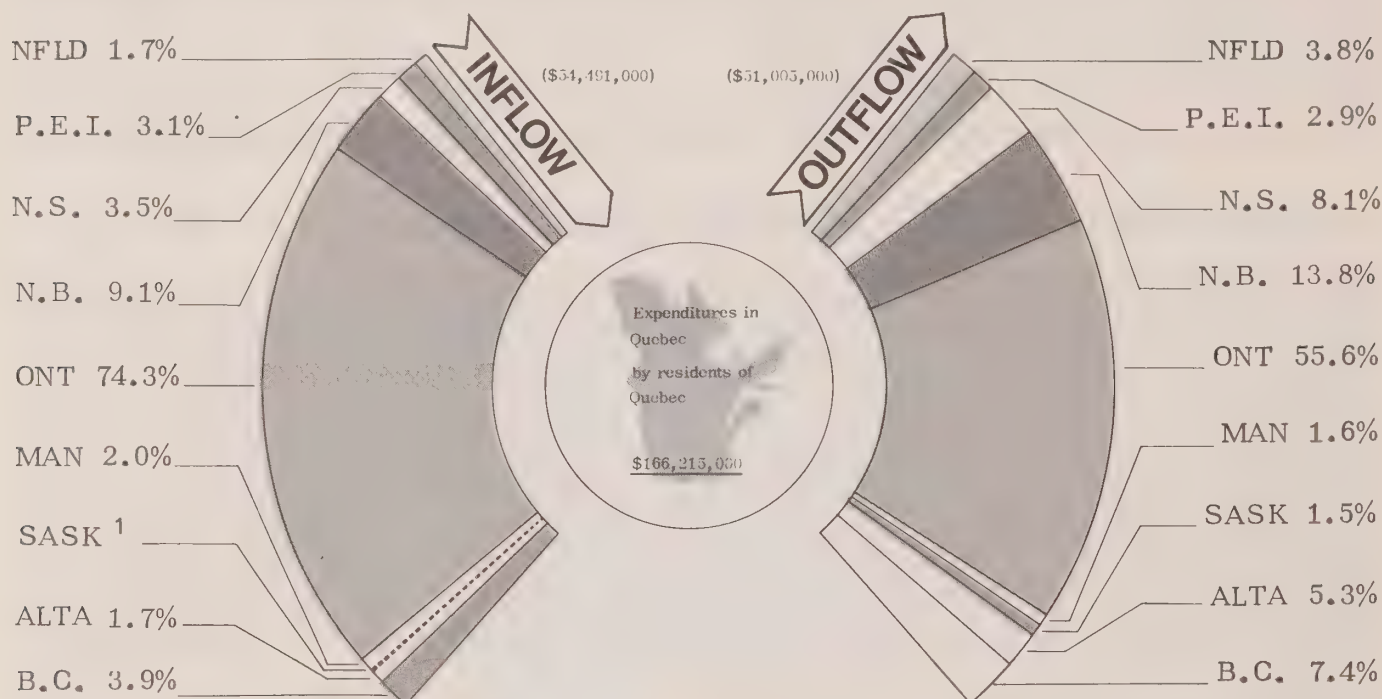 NFLD 1.7%
P.E.I. 3.1%
N.S. 3.5%
N.B. 9.1%
ONT 74.3%
MAN 2.0%
SASK 1
ALTA 1.7%
B.C. 3.9%
INFLOW
OUTFLOW
Expenditures in
Quebec
by residents of
Quebec
NFLD 3.8%
P.E.I. 2.9%
N.S. 8.1%
N.B. 13.8%
ONT 55.6%
MAN 1.6%
SASK 1.5%
ALTA 5.3%
B.C. 7.4%